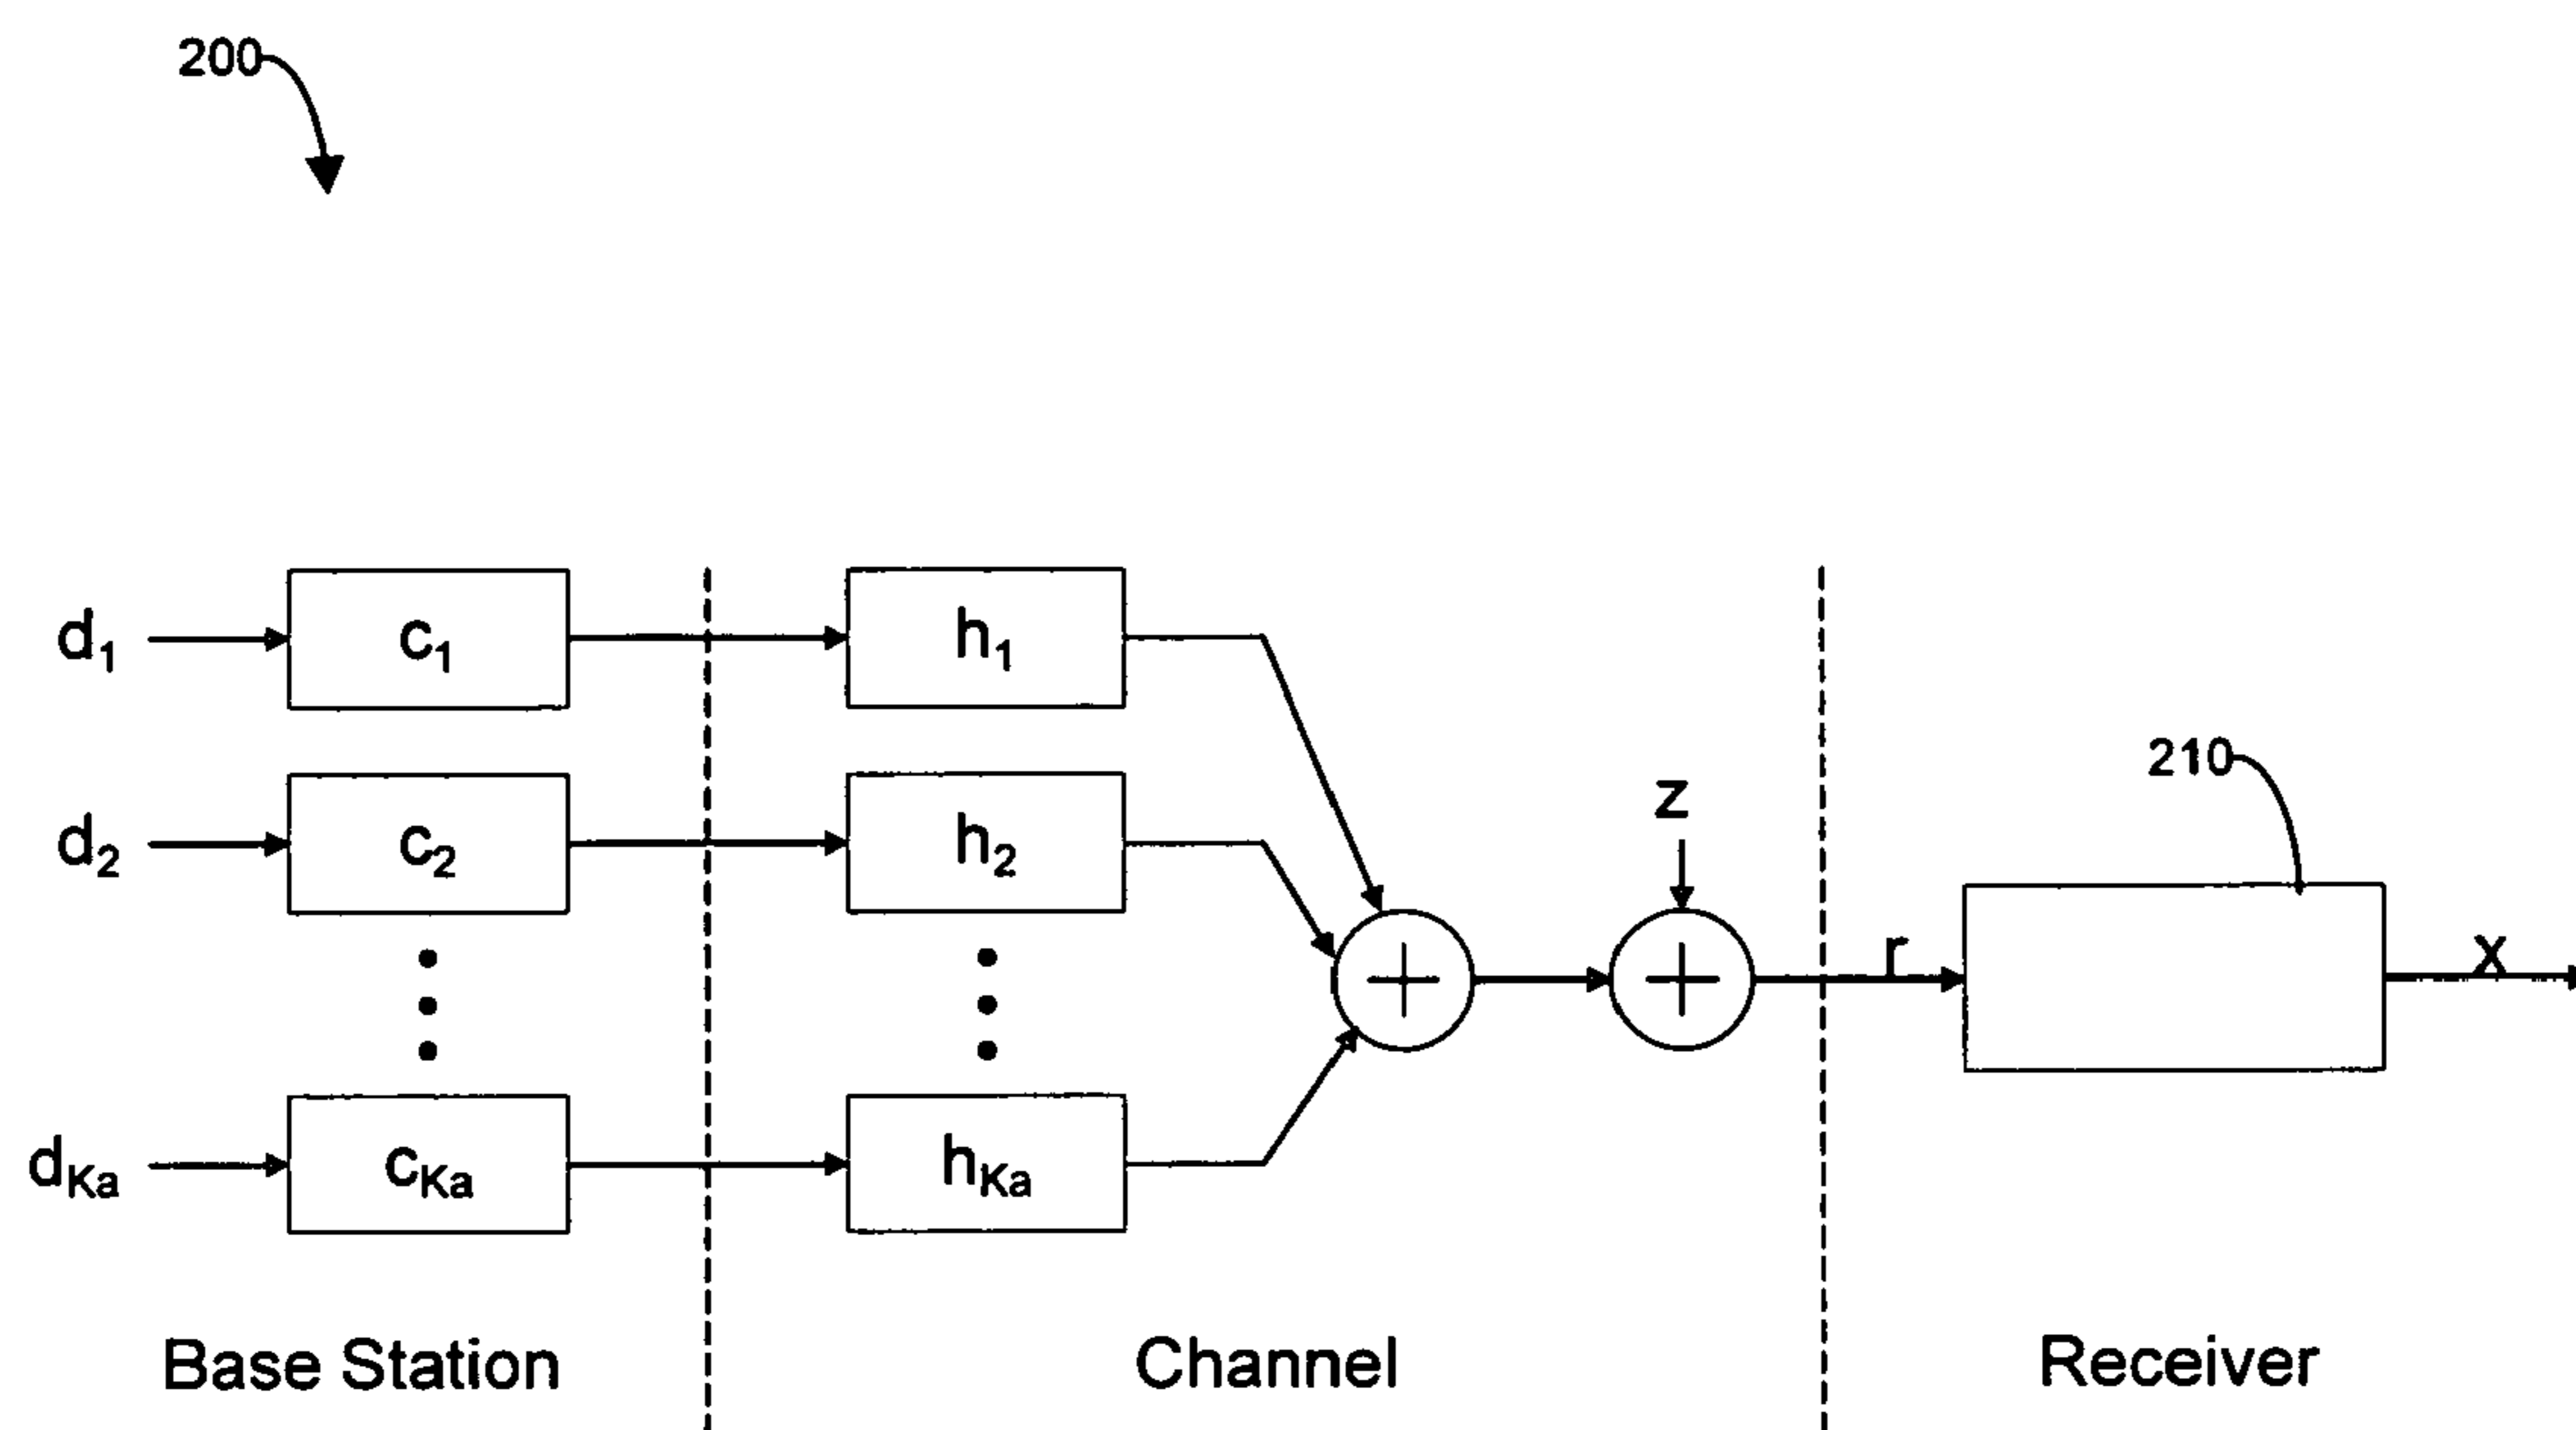 200
d₁ c₁ h₁
z
210
d₂ c₂ h₂
+ + r x
dKa cKa hKa
Base Station Channel Receiver